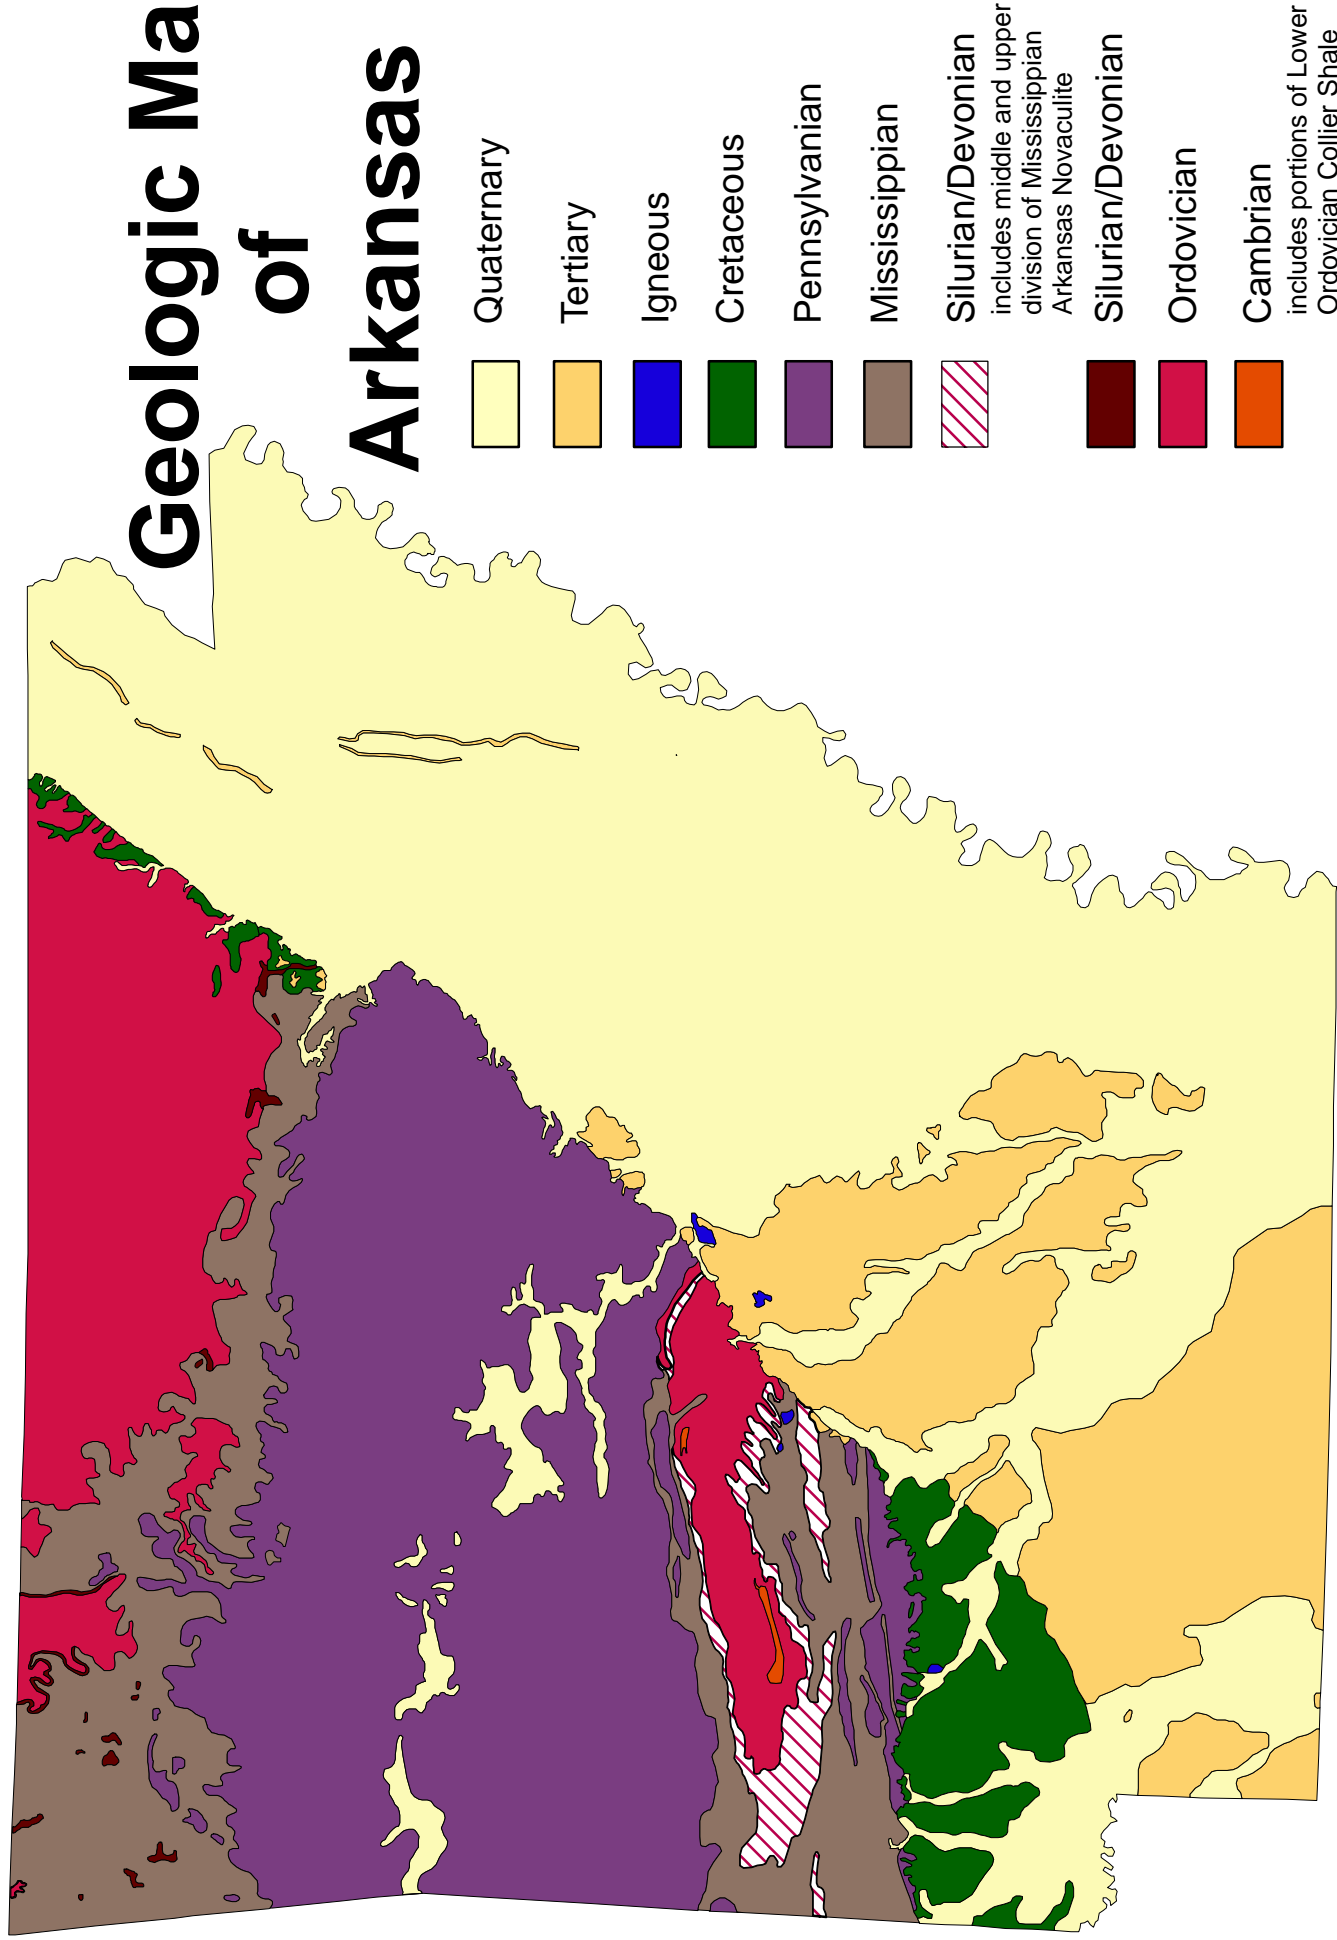 Geologic Ma
of
Arkansas
Quaternary
Tertiary
Igneous
Cretaceous
Pennsylvanian
Mississippian
Silurian/Devonian
includes middle and upper
division of Mississippian
Arkansas Novaculite
Silurian/Devonian
Ordovician
Cambrian
includes portions of Lower
Ordovician Collier Shale